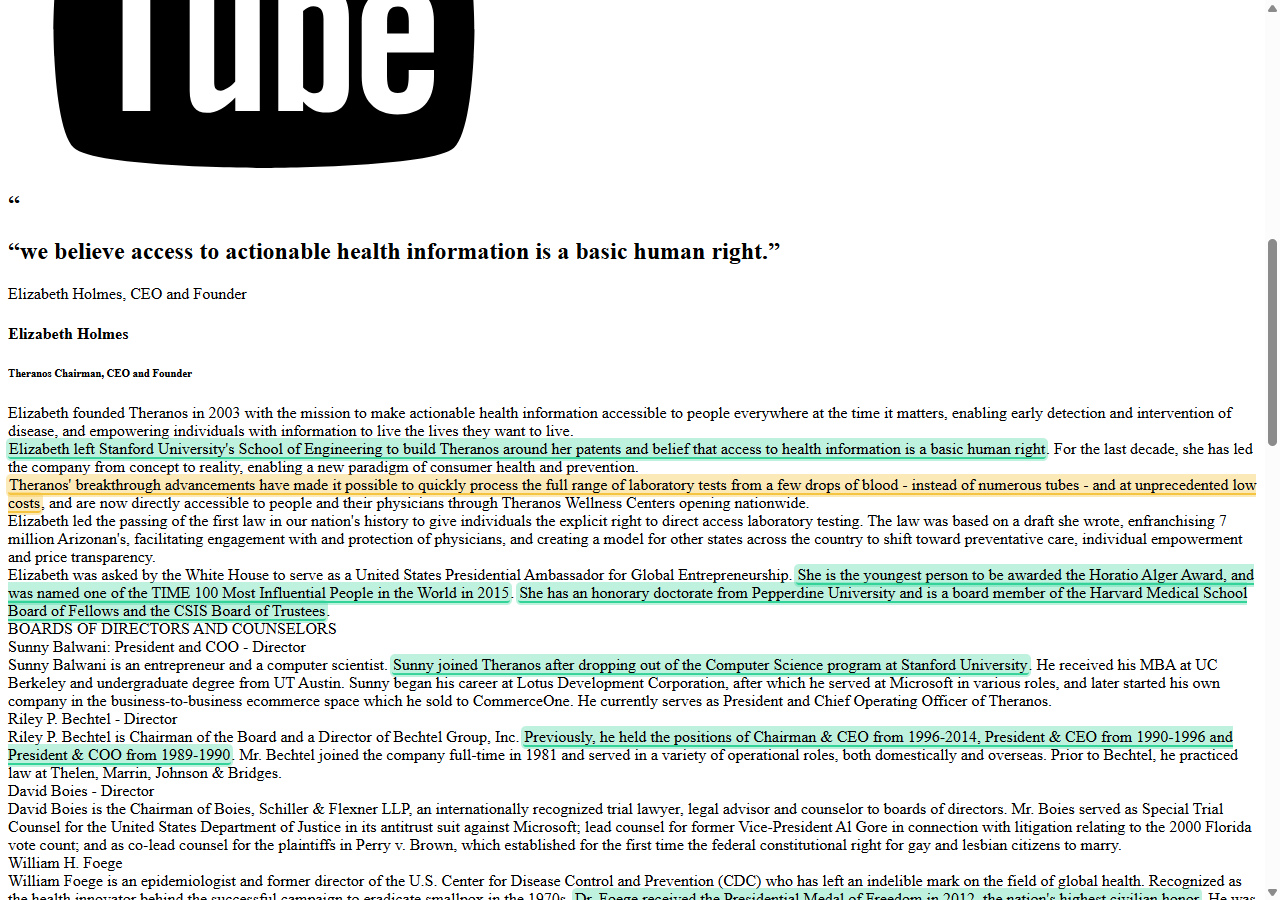 Tube
“
“we believe access to actionable health information is a basic human right.”
Elizabeth Holmes, CEO and Founder
Elizabeth Holmes
Theranos Chairman, CEO and Founder
Elizabeth founded Theranos in 2003 with the mission to make actionable health information accessible to people everywhere at the time it matters, enabling early detection and intervention of
disease, and empowering individuals with information to live the lives they want to live.
Elizabeth left Stanford University's School of Engineering to build Theranos around her patents and belief that access to health information is a basic human right. For the last decade, she has led
the company from concept to reality, enabling a new paradigm of consumer health and prevention.
Theranos' breakthrough advancements have made it possible to quickly process the full range of laboratory tests from a few drops of blood - instead of numerous tubes - and at unprecedented low
costs, and are now directly accessible to people and their physicians through Theranos Wellness Centers opening nationwide.
Elizabeth led the passing of the first law in our nation's history to give individuals the explicit right to direct access laboratory testing. The law was based on a draft she wrote, enfranchising 7
million Arizonan's, facilitating engagement with and protection of physicians, and creating a model for other states across the country to shift toward preventative care, individual empowerment
and price transparency.
Elizabeth was asked by the White House to serve as a United States Presidential Ambassador for Global Entrepreneurship. She is the youngest person to be awarded the Horatio Alger Award, and
was named one of the TIME 100 Most Influential People in the World in 2015. She has an honorary doctorate from Pepperdine University and is a board member of the Harvard Medical School
Board of Fellows and the CSIS Board of Trustees.
BOARDS OF DIRECTORS AND COUNSELORS
Sunny Balwani: President and COO - Director
Sunny Balwani is an entrepreneur and a computer scientist. Sunny joined Theranos after dropping out of the Computer Science program at Stanford University. He received his MBA at UC
Berkeley and undergraduate degree from UT Austin. Sunny began his career at Lotus Development Corporation, after which he served at Microsoft in various roles, and later started his own
company in the business-to-business ecommerce space which he sold to CommerceOne. He currently serves as President and Chief Operating Officer of Theranos.
Riley P. Bechtel - Director
Riley P. Bechtel is Chairman of the Board and a Director of Bechtel Group, Inc. Previously, he held the positions of Chairman & CEO from 1996-2014, President & CEO from 1990-1996 and
President & COO from 1989-1990. Mr. Bechtel joined the company full-time in 1981 and served in a variety of operational roles, both domestically and overseas. Prior to Bechtel, he practiced
law at Thelen, Marrin, Johnson & Bridges.
David Boies - Director
David Boies is the Chairman of Boies, Schiller & Flexner LLP, an internationally recognized trial lawyer, legal advisor and counselor to boards of directors. Mr. Boies served as Special Trial
Counsel for the United States Department of Justice in its antitrust suit against Microsoft; lead counsel for former Vice-President Al Gore in connection with litigation relating to the 2000 Florida
vote count; and as co-lead counsel for the plaintiffs in Perry v. Brown, which established for the first time the federal constitutional right for gay and lesbian citizens to marry.
William H. Foege
William Foege is an epidemiologist and former director of the U.S. Center for Disease Control and Prevention (CDC) who has left an indelible mark on the field of global health. Recognized as
the health innovator behind the successful campaign to eradicate smallpox in the 1970s, Dr. Foege received the Presidential Medal of Freedom in 2012, the nation's highest civilian honor. He was